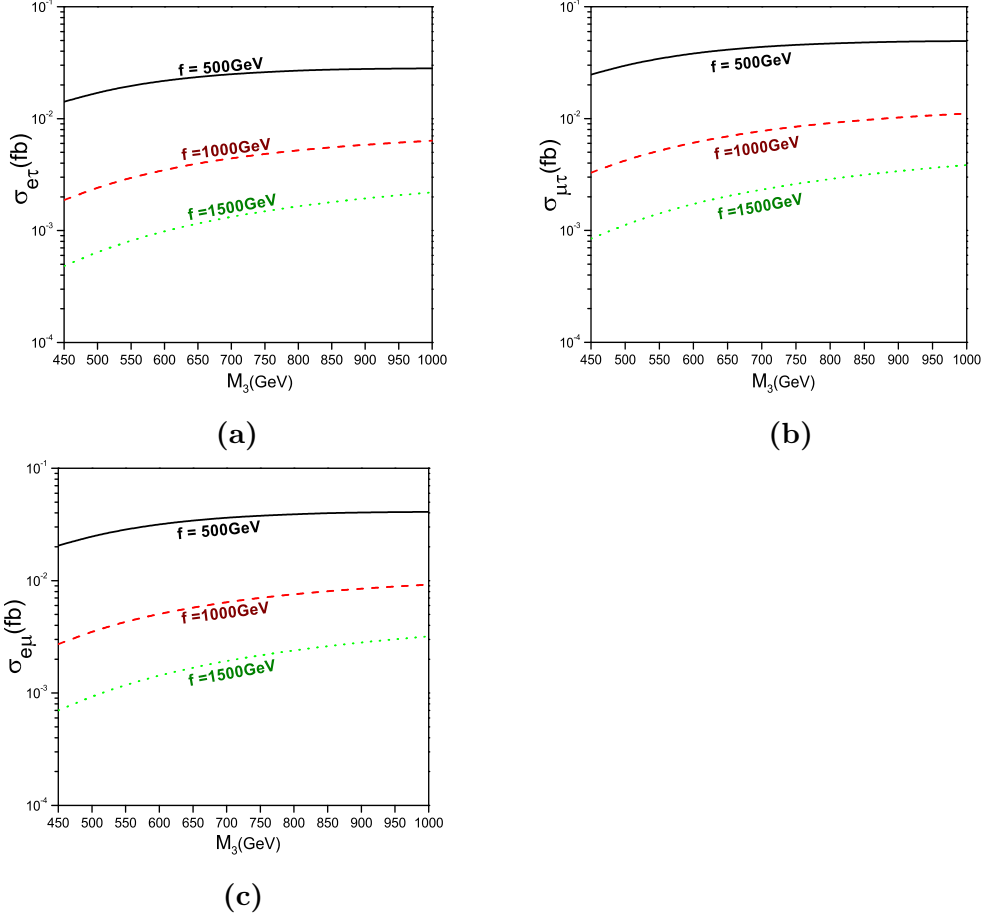 10⁻¹
10⁻²
10⁻³
10⁻⁴
σeτ(fb)
f = 500GeV
f =1000GeV
f =1500GeV
450 500 550 600 650 700 750 800 850 900 950 1000
M₃(GeV)
(a)
10⁻¹
10⁻²
10⁻³
10⁻⁴
σμτ(fb)
f = 500GeV
f =1000GeV
f =1500GeV
450 500 550 600 650 700 750 800 850 900 950 1000
M₃(GeV)
(b)
10⁻¹
10⁻²
10⁻³
10⁻⁴
σeμ(fb)
f = 500GeV
f =1000GeV
f =1500GeV
450 500 550 600 650 700 750 800 850 900 950 1000
M₃(GeV)
(c)